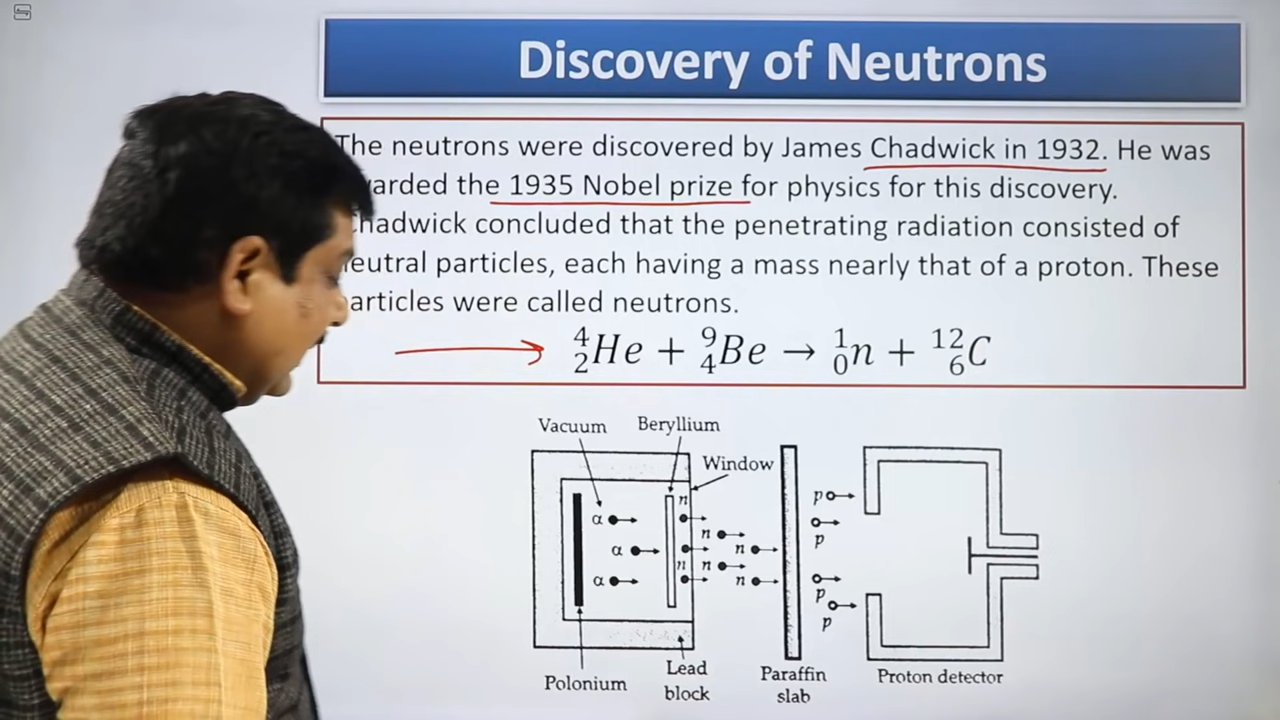 Discovery of Neutrons
The neutrons were discovered by James Chadwick in 1932. He was
arded the 1935 Nobel prize for physics for this discovery.
Chadwick concluded that the penetrating radiation consisted of
neutral particles, each having a mass nearly that of a proton. These
articles were called neutrons.
⁴₂He + ⁹₄Be → ¹₀n + ¹²₆C
Vacuum Beryllium
Window
n
α p
n
n p
α n
n n
α n p
p
p
Polonium Lead block Paraffin slab Proton detector